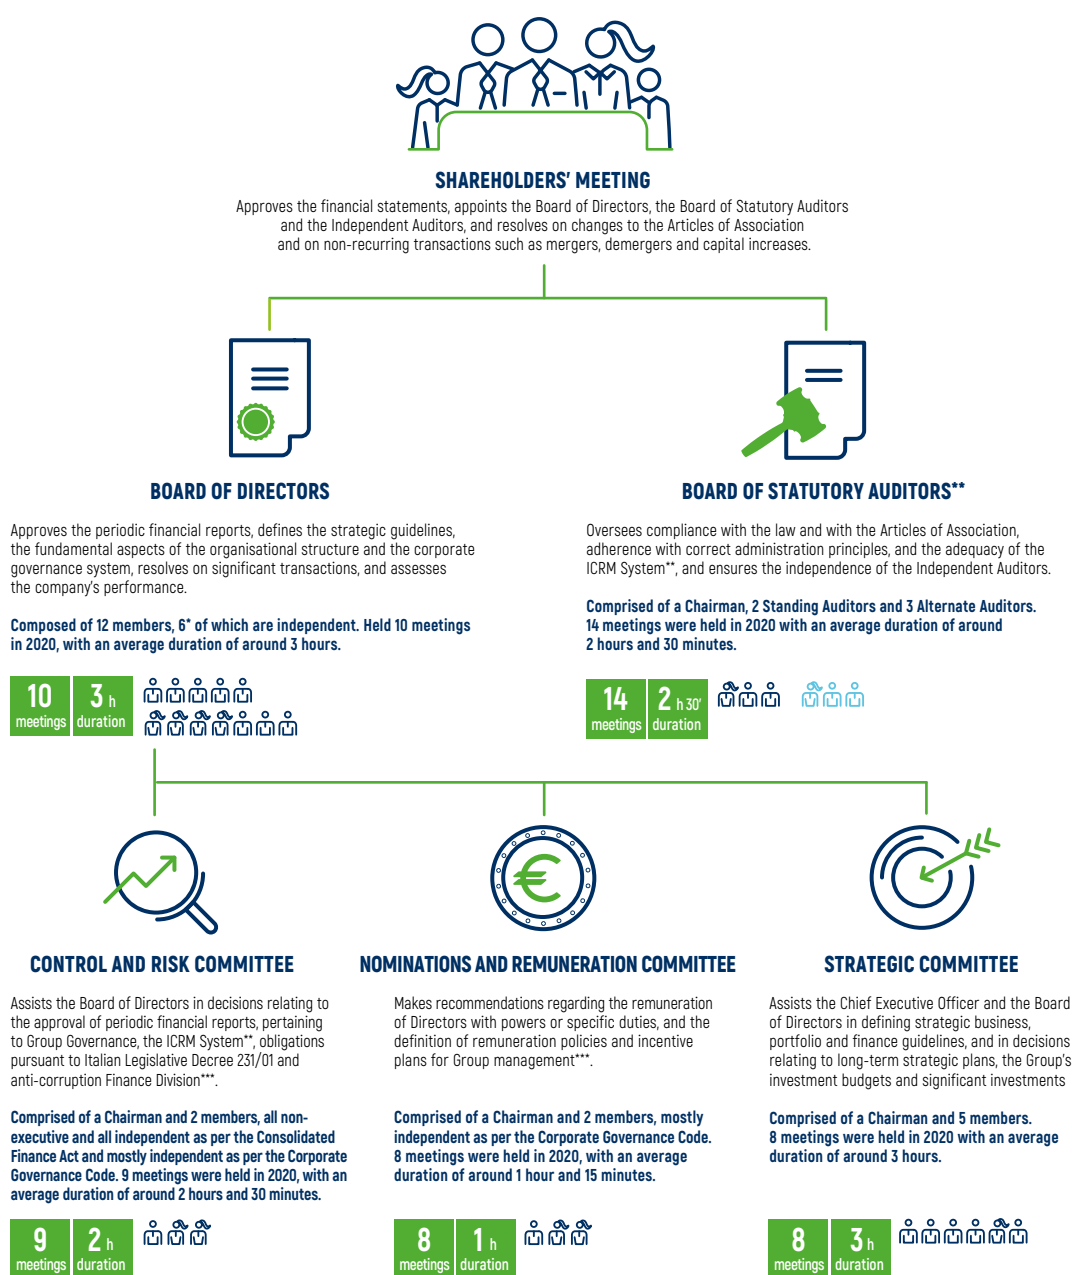 SHAREHOLDERS’ MEETING
Approves the financial statements, appoints the Board of Directors, the Board of Statutory Auditors
and the Independent Auditors, and resolves on changes to the Articles of Association
and on non-recurring transactions such as mergers, demergers and capital increases.
BOARD OF DIRECTORS
Approves the periodic financial reports, defines the strategic guidelines,
the fundamental aspects of the organisational structure and the corporate
governance system, resolves on significant transactions, and assesses
the company’s performance.
Composed of 12 members, 6* of which are independent. Held 10 meetings
in 2020, with an average duration of around 3 hours.
10 meetings
3 h duration
BOARD OF STATUTORY AUDITORS**
Oversees compliance with the law and with the Articles of Association,
adherence with correct administration principles, and the adequacy of the
ICRM System**, and ensures the independence of the Independent Auditors.
Comprised of a Chairman, 2 Standing Auditors and 3 Alternate Auditors.
14 meetings were held in 2020 with an average duration of around
2 hours and 30 minutes.
14 meetings
2 h 30’ duration
CONTROL AND RISK COMMITTEE
Assists the Board of Directors in decisions relating to
the approval of periodic financial reports, pertaining
to Group Governance, the ICRM System**, obligations
pursuant to Italian Legislative Decree 231/01 and
anti-corruption Finance Division***.
Comprised of a Chairman and 2 members, all non-
executive and all independent as per the Consolidated
Finance Act and mostly independent as per the Corporate
Governance Code. 9 meetings were held in 2020, with an
average duration of around 2 hours and 30 minutes.
9 meetings
2 h duration
NOMINATIONS AND REMUNERATION COMMITTEE
Makes recommendations regarding the remuneration
of Directors with powers or specific duties, and the
definition of remuneration policies and incentive
plans for Group management***.
Comprised of a Chairman and 2 members, mostly
independent as per the Corporate Governance Code.
8 meetings were held in 2020, with an average
duration of around 1 hour and 15 minutes.
8 meetings
1 h duration
STRATEGIC COMMITTEE
Assists the Chief Executive Officer and the Board
of Directors in defining strategic business,
portfolio and finance guidelines, and in decisions
relating to long-term strategic plans, the Group’s
investment budgets and significant investments
Comprised of a Chairman and 5 members.
8 meetings were held in 2020 with an average
duration of around 3 hours.
8 meetings
3 h duration